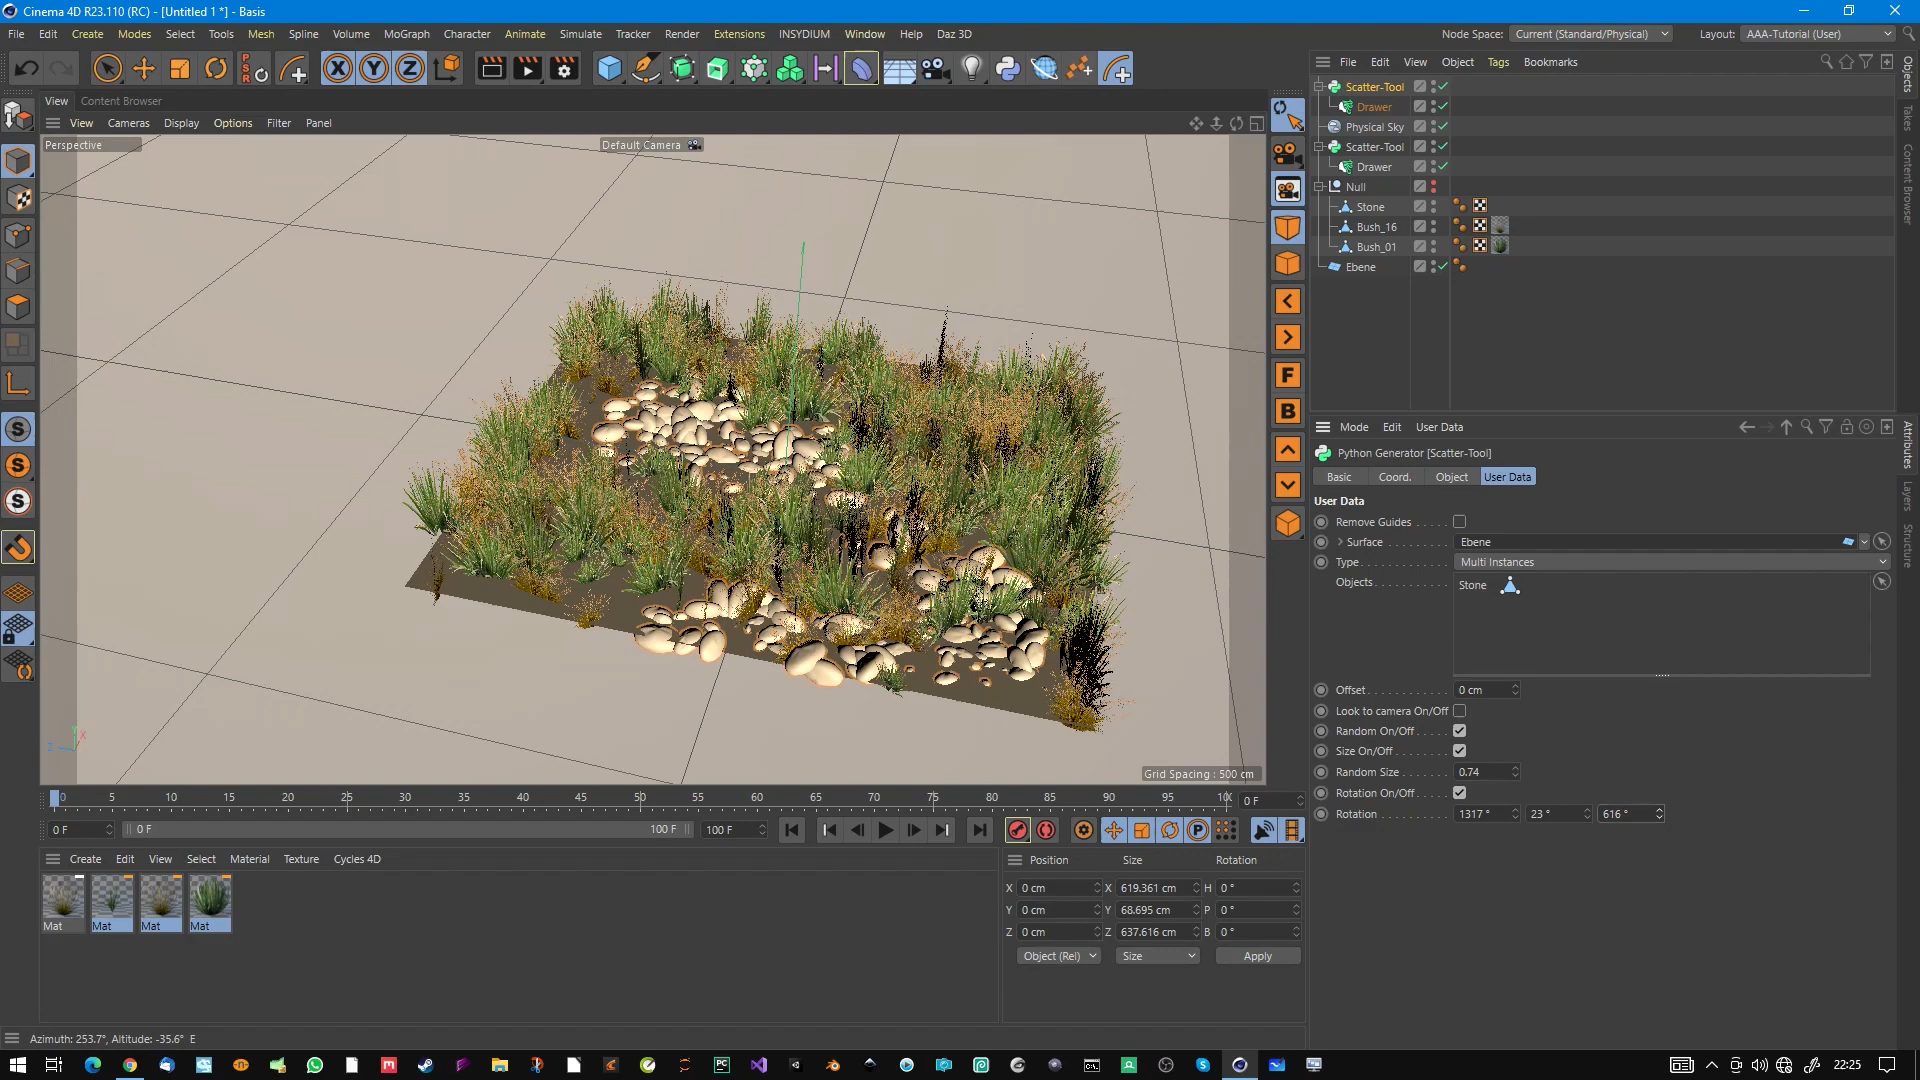 Cinema 4D R23.110 (RC) - [Untitled 1 *] - Basis
File Edit Create Modes Select Tools Mesh Spline Volume MoGraph Character Animate Simulate Tracker Render Extensions INSYDIUM Window Help Daz 3D
Node Space: Current (Standard/Physical) Layout: AAA-Tutorial (User)
X Y Z
PSR
View Content Browser
View Cameras Display Options Filter Panel
Perspective
Default Camera
Grid Spacing : 500 cm
S
S
S
F
B
File Edit View Object Tags Bookmarks
Scatter-Tool
Drawer
Physical Sky
Scatter-Tool
Drawer
Null
Stone
Bush_16
Bush_01
Ebene
Objects
Takes
Content Browser
Mode Edit User Data
Python Generator [Scatter-Tool]
Basic Coord. Object User Data
User Data
Remove Guides
Surface Ebene
Type Multi Instances
Objects Stone
Offset 0 cm
Look to camera On/Off
Random On/Off
Size On/Off
Random Size 0.74
Rotation On/Off
Rotation 1317 ° 23 ° 616 °
Attributes
Layers
Structure
0 5 10 15 20 25 30 35 40 45 50 55 60 65 70 75 80 85 90 95 0 F
0 F 0 F 100 F 100 F P
Create Edit View Select Material Texture Cycles 4D
Mat Mat Mat Mat
Position Size Rotation
X 0 cm X 619.361 cm H 0 °
Y 0 cm Y 68.695 cm P 0 °
Z 0 cm Z 637.616 cm B 0 °
Object (Rel) Size Apply
Azimuth: 253.7°, Altitude: -35.6° E
22:25